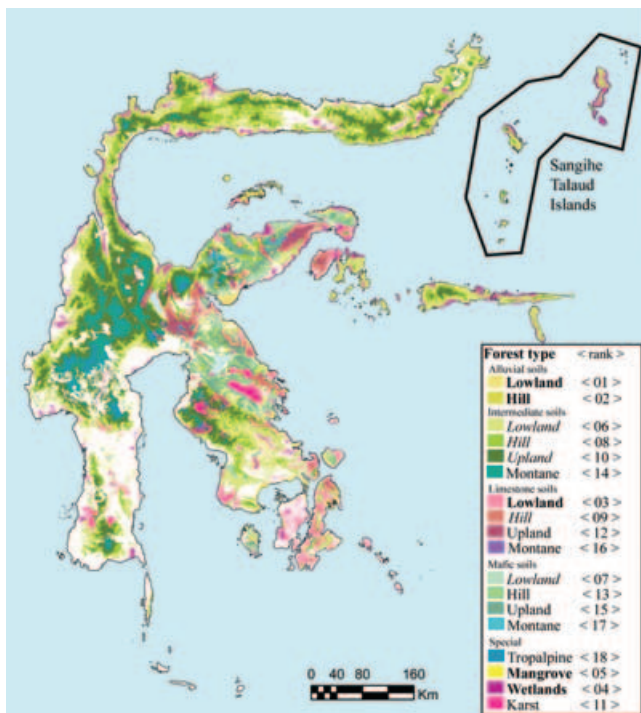 Sangihe
Talaud
Islands
Forest type < rank >
Alluvial soils
Lowland < 01 >
Hill < 02 >
Intermediate soils
Lowland < 06 >
Hill < 08 >
Upland < 10 >
Montane < 14 >
Limestone soils
Lowland < 03 >
Hill < 09 >
Upland < 12 >
Montane < 16 >
Mafic soils
Lowland < 07 >
Hill < 13 >
Upland < 15 >
Montane < 17 >
Special
Tropalpine < 18 >
Mangrove < 05 >
Wetlands < 04 >
Karst < 11 >
0 40 80 160
Km